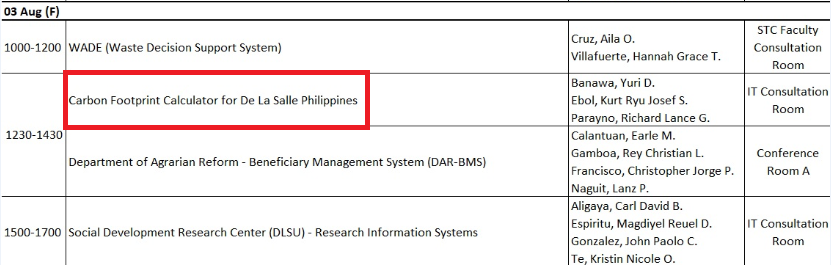 03 Aug (F)
1000-1200 WADE (Waste Decision Support System)
Cruz, Aila O.
Villafuerte, Hannah Grace T.
STC Faculty
Consultation
Room
1230-1430
Carbon Footprint Calculator for De La Salle Philippines
Banawa, Yuri D.
Ebol, Kurt Ryu Josef S.
Parayno, Richard Lance G.
IT Consultation
Room
Department of Agrarian Reform - Beneficiary Management System (DAR-BMS)
Calantuan, Earle M.
Gamboa, Rey Christian L.
Francisco, Christopher Jorge P.
Naguit, Lanz P.
Conference
Room A
1500-1700 Social Development Research Center (DLSU) - Research Information Systems
Aligaya, Carl David B.
Espiritu, Magdiyel Reuel D.
Gonzalez, John Paolo C.
Te, Kristin Nicole O.
IT Consultation
Room